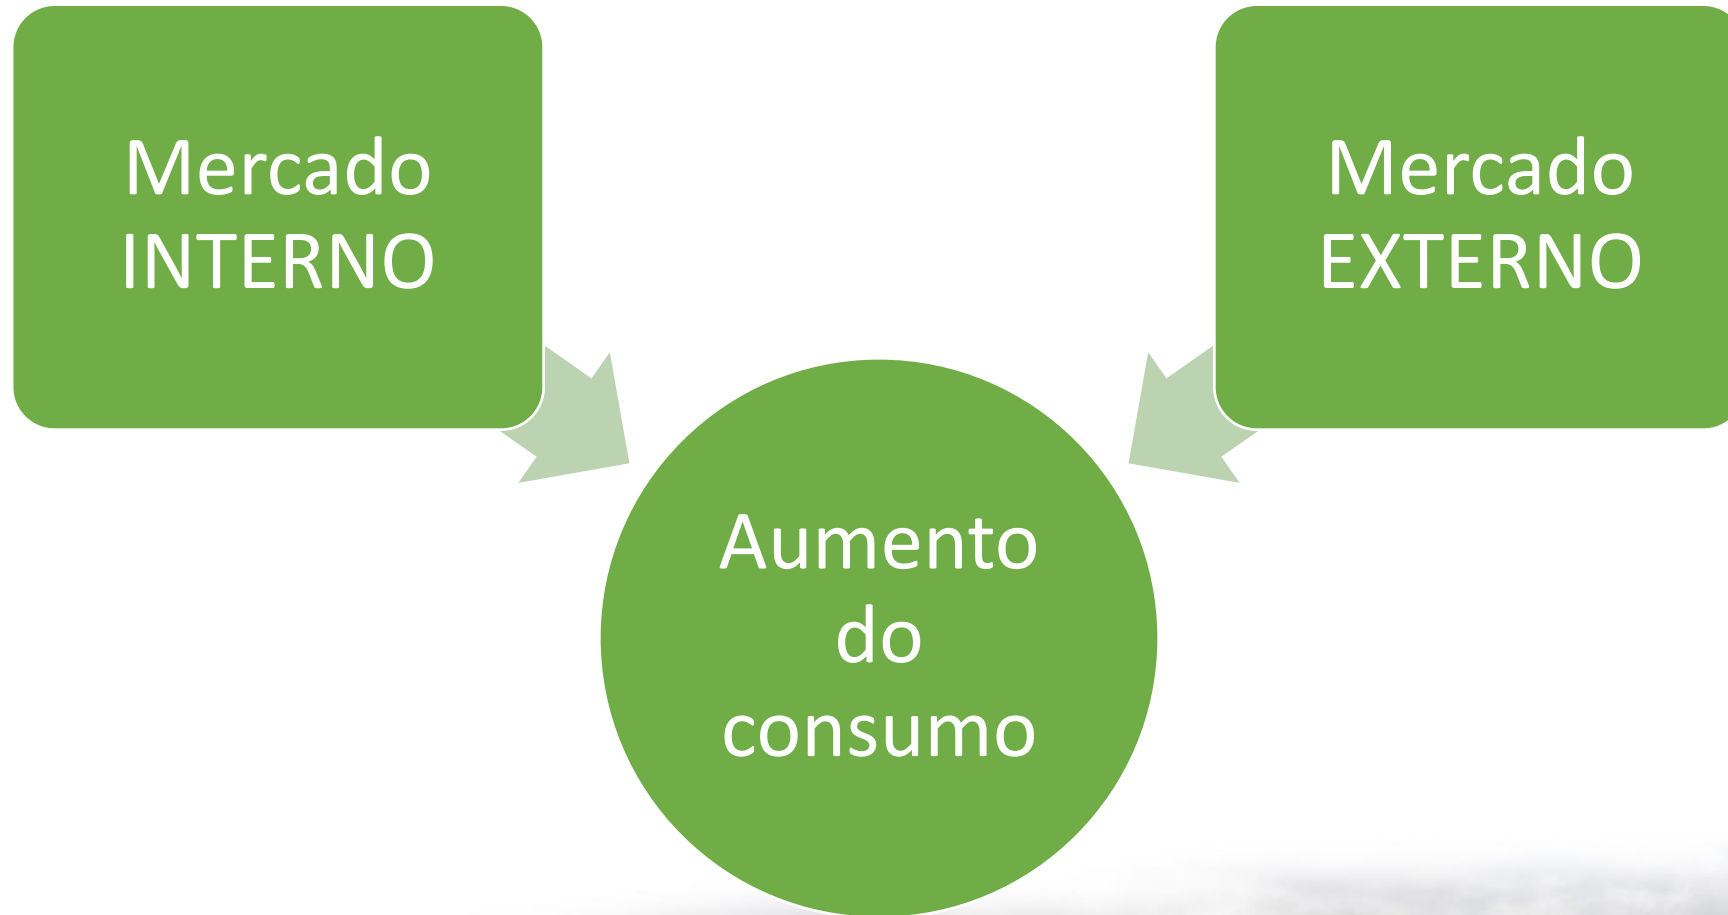 Mercado
INTERNO
Mercado
EXTERNO
Aumento
do
consumo